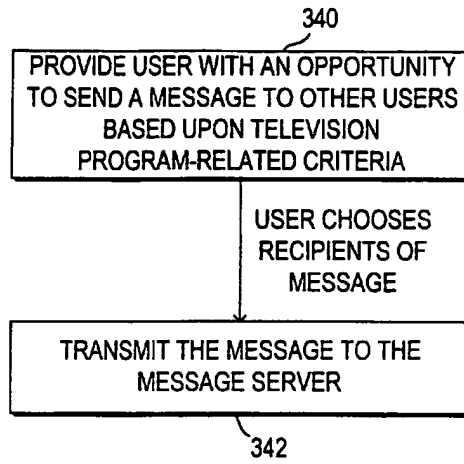 340
PROVIDE USER WITH AN OPPORTUNITY
TO SEND A MESSAGE TO OTHER USERS
BASED UPON TELEVISION
PROGRAM-RELATED CRITERIA
USER CHOOSES
RECIPIENTS OF
MESSAGE
TRANSMIT THE MESSAGE TO THE
MESSAGE SERVER
342